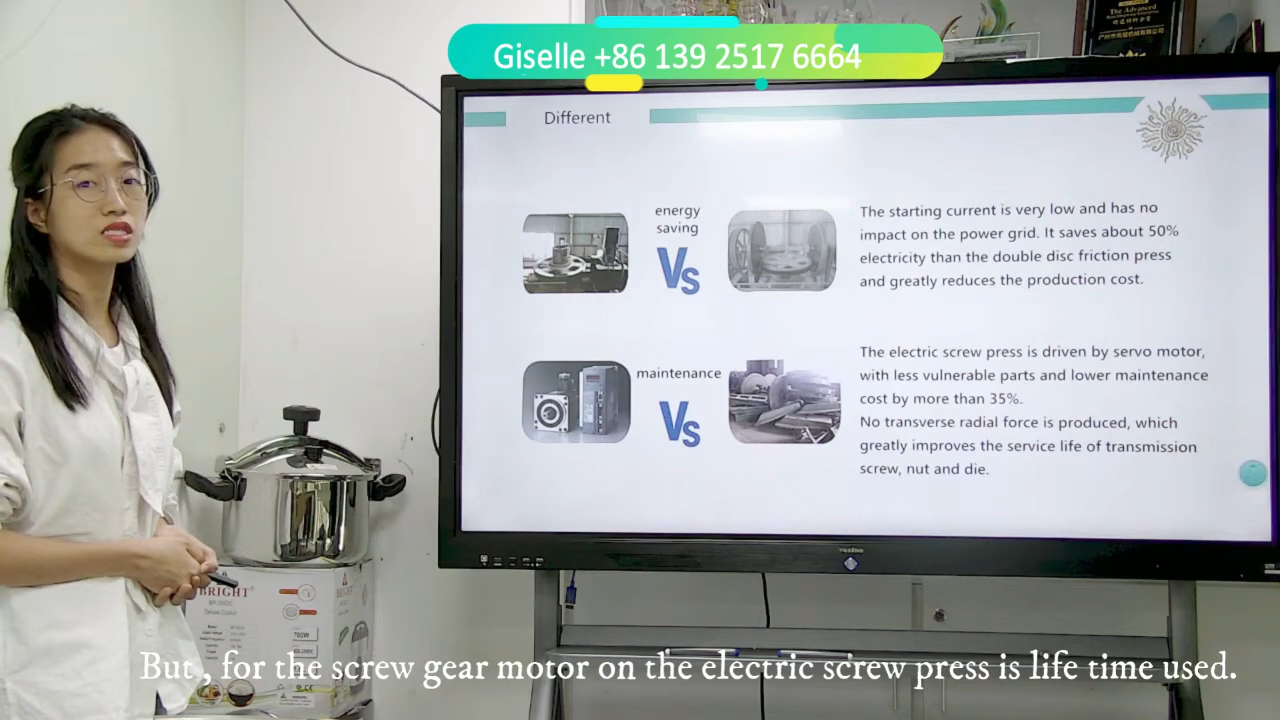 The Advanced
Giselle +86 139 2517 6664
Different
energy
saving
Vs
The starting current is very low and has no
impact on the power grid. It saves about 50%
electricity than the double disc friction press
and greatly reduces the production cost.
maintenance
Vs
The electric screw press is driven by servo motor,
with less vulnerable parts and lower maintenance
cost by more than 35%.
No transverse radial force is produced, which
greatly improves the service life of transmission
screw, nut and die.
BRIGHT
700W
But , for the screw gear motor on the electric screw press is life time used.